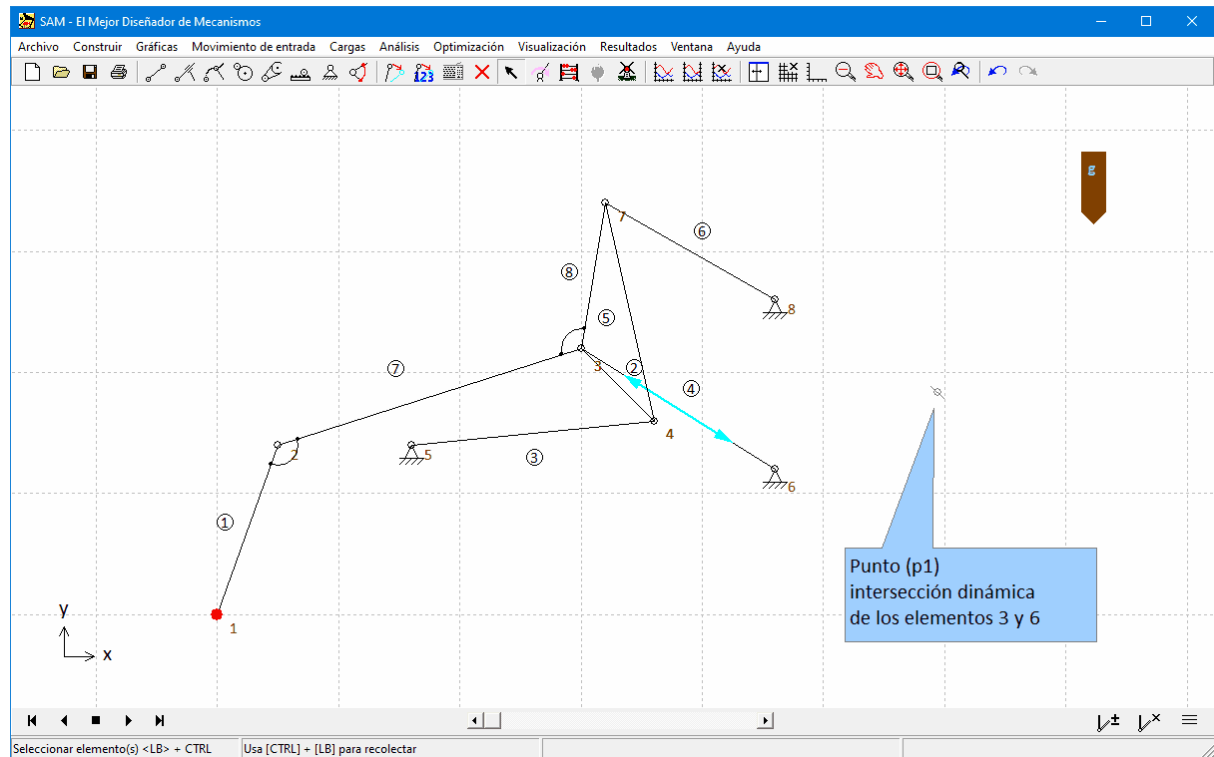 SAM - El Mejor Diseñador de Mecanismos
Archivo Construir Gráficas Movimiento de entrada Cargas Análisis Optimización Visualización Resultados Ventana Ayuda
123
g
7
6
8
8
5
3
2
4
7
4
2
5
3
6
1
Punto (p1)
intersección dinámica
de los elementos 3 y 6
y
1
x
Seleccionar elemento(s) <LB> + CTRL Usa [CTRL] + [LB] para recolectar